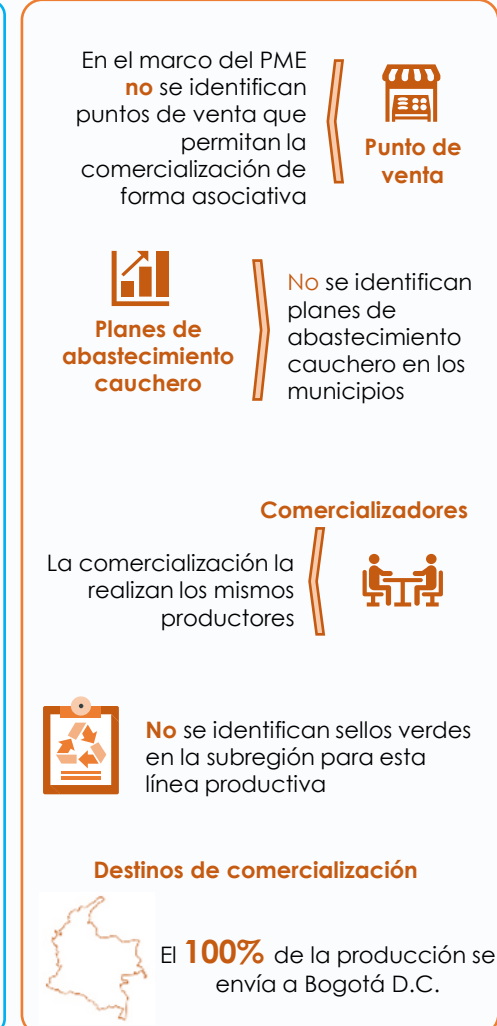 En el marco del PME
no se identifican
puntos de venta que
permitan la
comercialización de
forma asociativa
Punto de
venta
Planes de
abastecimiento
cauchero
No se identifican
planes de
abastecimiento
cauchero en los
municipios
Comercializadores
La comercialización la
realizan los mismos
productores
No se identifican sellos verdes
en la subregión para esta
línea productiva
Destinos de comercialización
El 100% de la producción se
envía a Bogotá D.C.